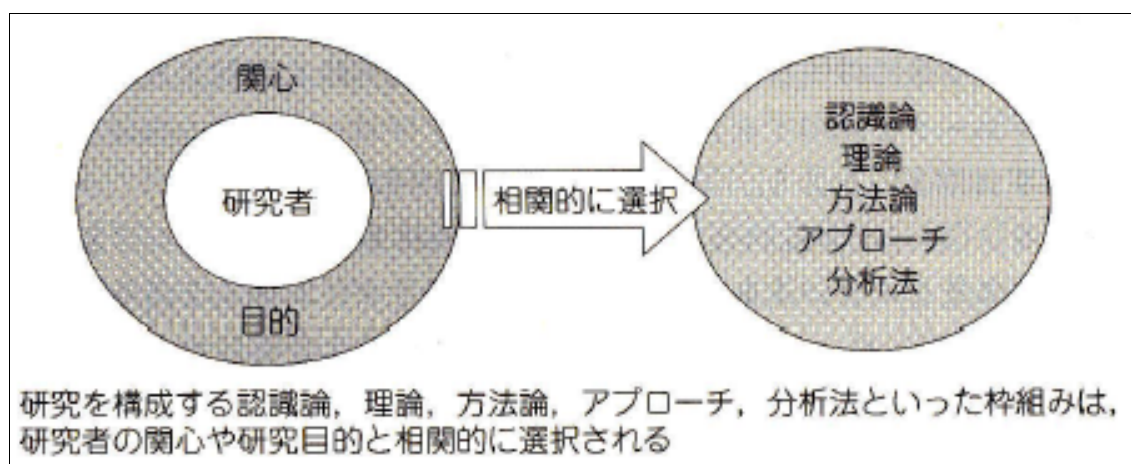 関心
研究者
目的
相関的に選択
認識論
理論
方法論
アプローチ
分析法
研究を構成する認識論，理論，方法論，アプローチ，分析法といった枠組みは，
研究者の関心や研究目的と相関的に選択される